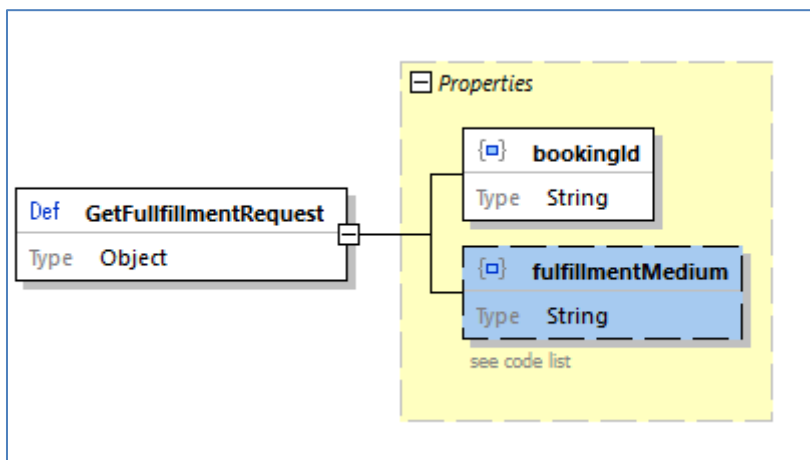 Properties
bookingId
Type String
Def GetFullfillmentRequest
Type Object
fulfillmentMedium
Type String
see code list